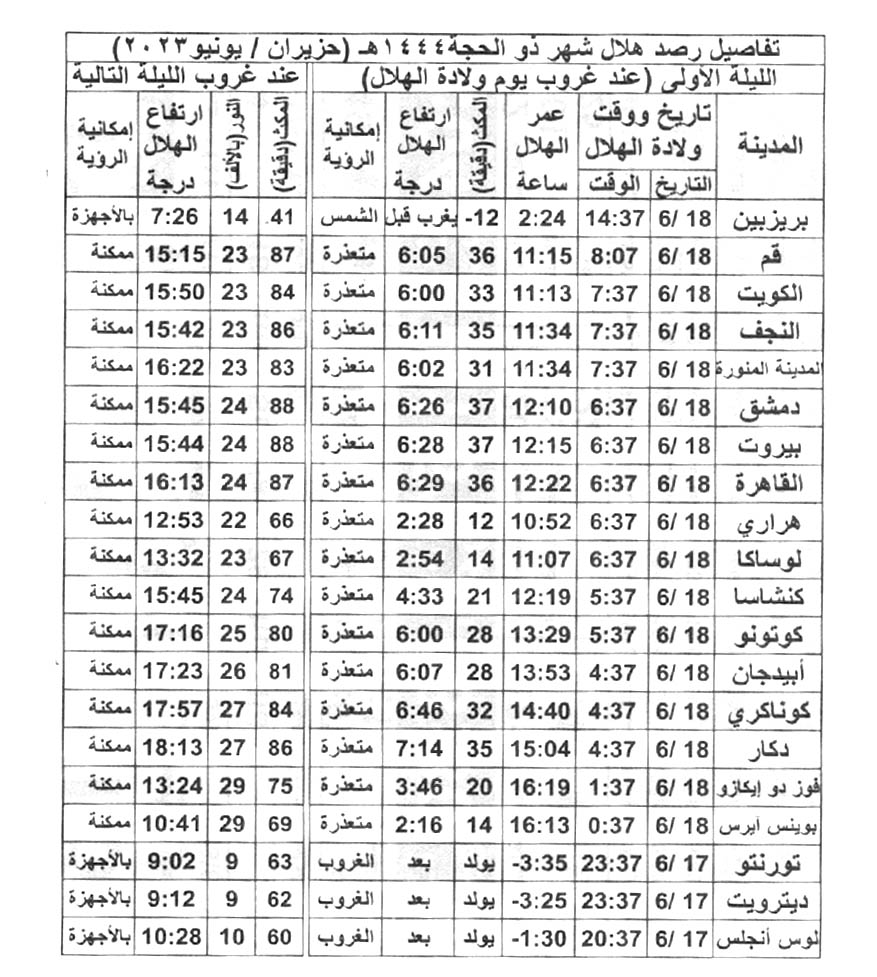 تفاصيل رصد هلال شهر ذو الحجة ١٤٤٤هـ (حزيران / يونيو ٢٠٢٣)
الليلة الأولى (عند غروب يوم ولادة الهلال) عند غروب الليلة التالية
المدينة تاريخ ووقت ولادة الهلال عمر الهلال ساعة المكث(دقيقة) ارتفاع الهلال درجة إمكانية الرؤية المكث(دقيقة) النور(بالألف) ارتفاع الهلال درجة إمكانية الرؤية
التاريخ الوقت
بريزبين 18 /6 14:37 2:24 12- يغرب قبل الشمس 41 14 7:26 بالأجهزة
قم 18 /6 8:07 11:15 36 6:05 متعذرة 87 23 15:15 ممكنة
الكويت 18 /6 7:37 11:13 33 6:00 متعذرة 84 23 15:50 ممكنة
النجف 18 /6 7:37 11:34 35 6:11 متعذرة 86 23 15:42 ممكنة
المدينة المنورة 18 /6 7:37 11:34 31 6:02 متعذرة 83 23 16:22 ممكنة
دمشق 18 /6 6:37 12:10 37 6:26 متعذرة 88 24 15:45 ممكنة
بيروت 18 /6 6:37 12:15 37 6:28 متعذرة 88 24 15:44 ممكنة
القاهرة 18 /6 6:37 12:22 36 6:29 متعذرة 87 24 16:13 ممكنة
هراري 18 /6 6:37 10:52 12 2:28 متعذرة 66 22 12:53 ممكنة
لوساكا 18 /6 6:37 11:07 14 2:54 متعذرة 67 23 13:32 ممكنة
كنشاسا 18 /6 5:37 12:19 21 4:33 متعذرة 74 24 15:45 ممكنة
كوتونو 18 /6 5:37 13:29 28 6:00 متعذرة 80 25 17:16 ممكنة
أبيدجان 18 /6 4:37 13:53 28 6:07 متعذرة 81 26 17:23 ممكنة
كوناكري 18 /6 4:37 14:40 32 6:46 متعذرة 84 27 17:57 ممكنة
دكار 18 /6 4:37 15:04 35 7:14 متعذرة 86 27 18:13 ممكنة
فوز دو إيكازو 18 /6 1:37 16:19 20 3:46 متعذرة 75 29 13:24 ممكنة
بوينس آيرس 18 /6 0:37 16:13 14 2:16 متعذرة 69 29 10:41 ممكنة
تورنتو 17 /6 23:37 3:35- يولد بعد الغروب 63 9 9:02 بالأجهزة
ديترويت 17 /6 23:37 3:25- يولد بعد الغروب 62 9 9:12 بالأجهزة
لوس أنجلس 17 /6 20:37 1:30- يولد بعد الغروب 60 10 10:28 بالأجهزة